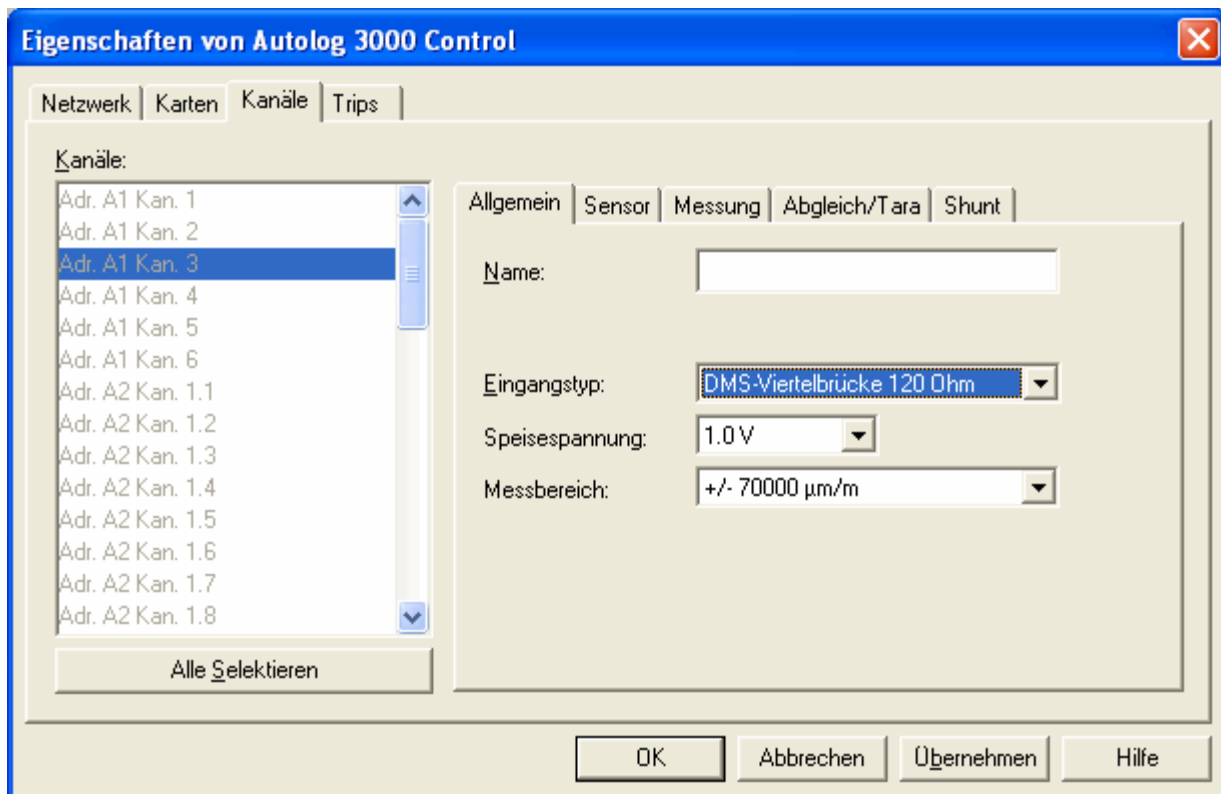 Eigenschaften von Autolog 3000 Control
Netzwerk Karten Kanäle Trips
Kanäle:
Adr. A1 Kan. 1
Adr. A1 Kan. 2
Adr. A1 Kan. 3
Adr. A1 Kan. 4
Adr. A1 Kan. 5
Adr. A1 Kan. 6
Adr. A2 Kan. 1.1
Adr. A2 Kan. 1.2
Adr. A2 Kan. 1.3
Adr. A2 Kan. 1.4
Adr. A2 Kan. 1.5
Adr. A2 Kan. 1.6
Adr. A2 Kan. 1.7
Adr. A2 Kan. 1.8
Alle Selektieren
Allgemein Sensor Messung Abgleich/Tara Shunt
Name:
Eingangstyp: DMS-Viertelbrücke 120 Ohm
Speisespannung: 1.0 V
Messbereich: +/- 70000 µm/m
OK Abbrechen Übernehmen Hilfe